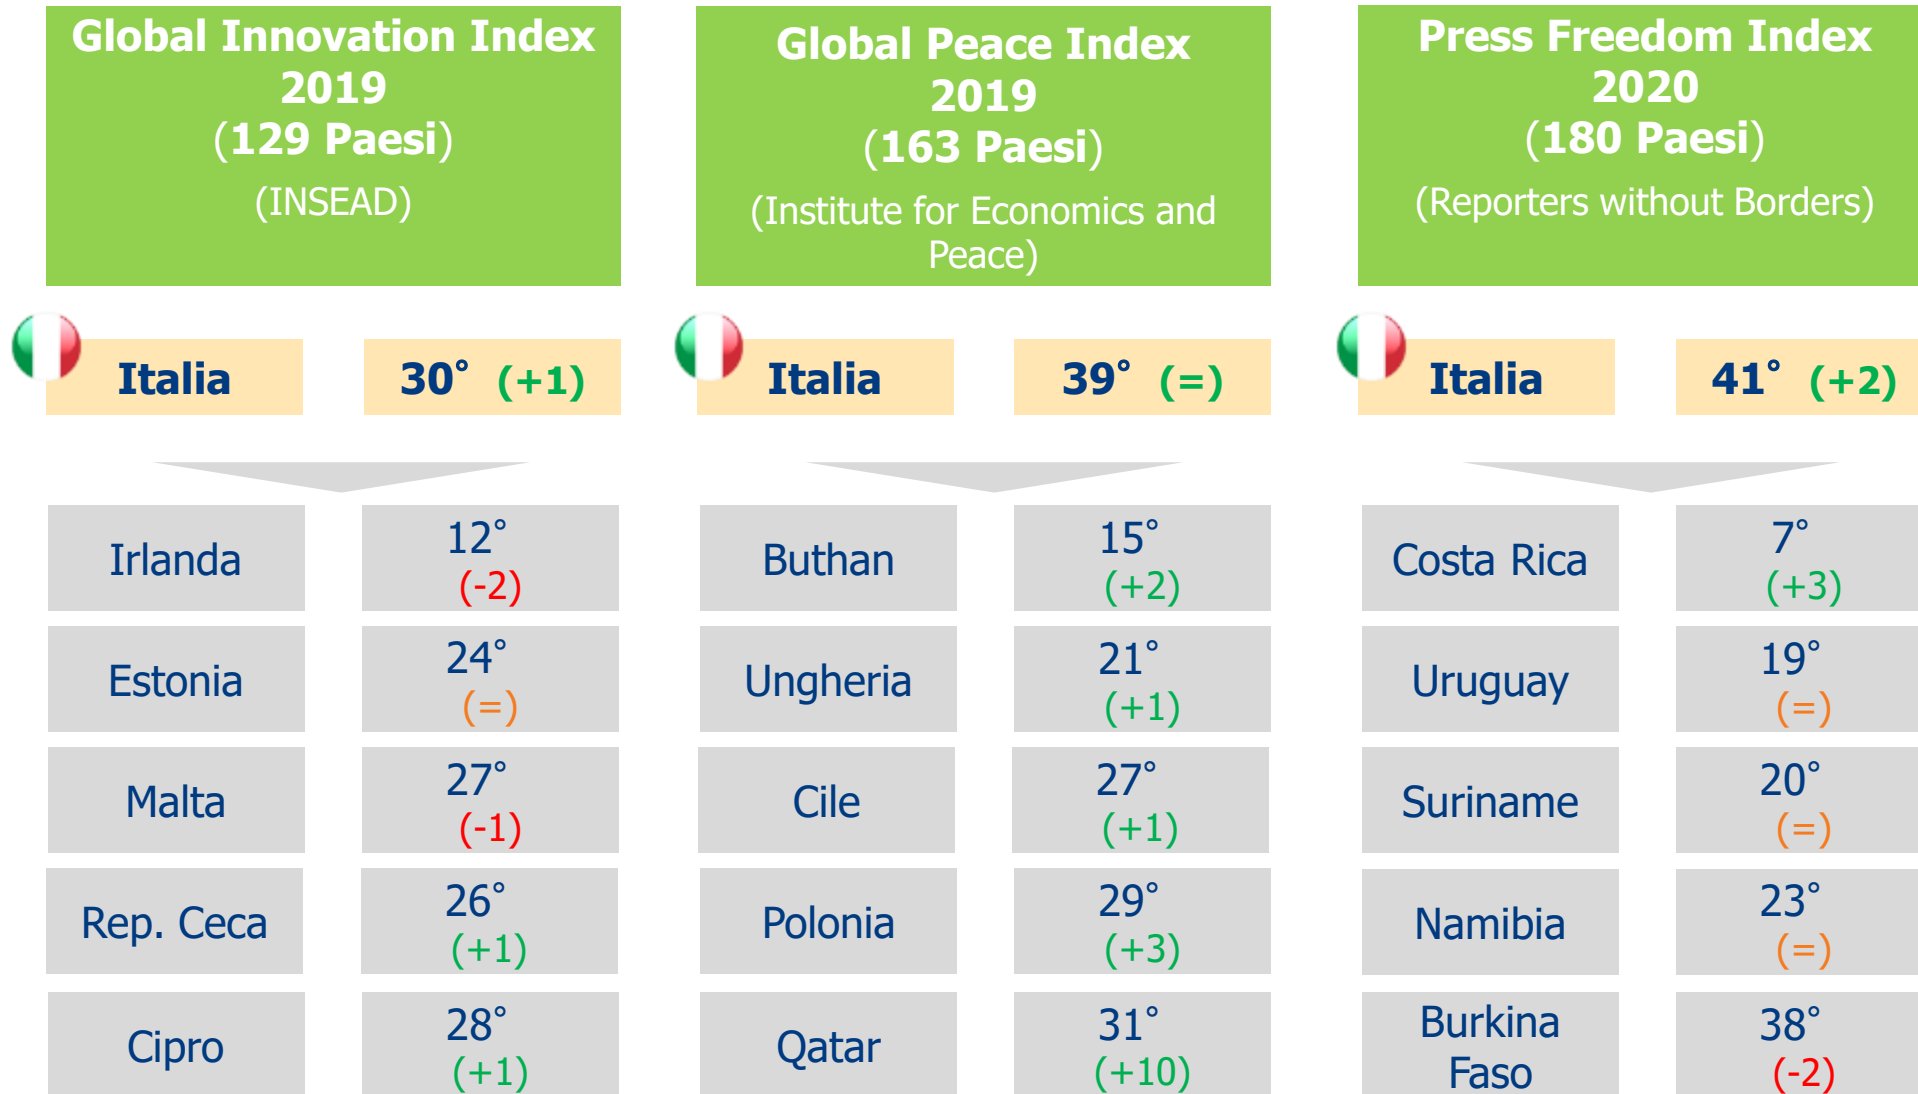 Global Innovation Index
2019
(129 Paesi)
(INSEAD)
Italia
30° (+1)
Irlanda
12°
(-2)
Estonia
24°
(=)
Malta
27°
(-1)
Rep. Ceca
26°
(+1)
Cipro
28°
(+1)
Global Peace Index
2019
(163 Paesi)
(Institute for Economics and
Peace)
Italia
39° (=)
Buthan
15°
(+2)
Ungheria
21°
(+1)
Cile
27°
(+1)
Polonia
29°
(+3)
Qatar
31°
(+10)
Press Freedom Index
2020
(180 Paesi)
(Reporters without Borders)
Italia
41° (+2)
Costa Rica
7°
(+3)
Uruguay
19°
(=)
Suriname
20°
(=)
Namibia
23°
(=)
Burkina
Faso
38°
(-2)